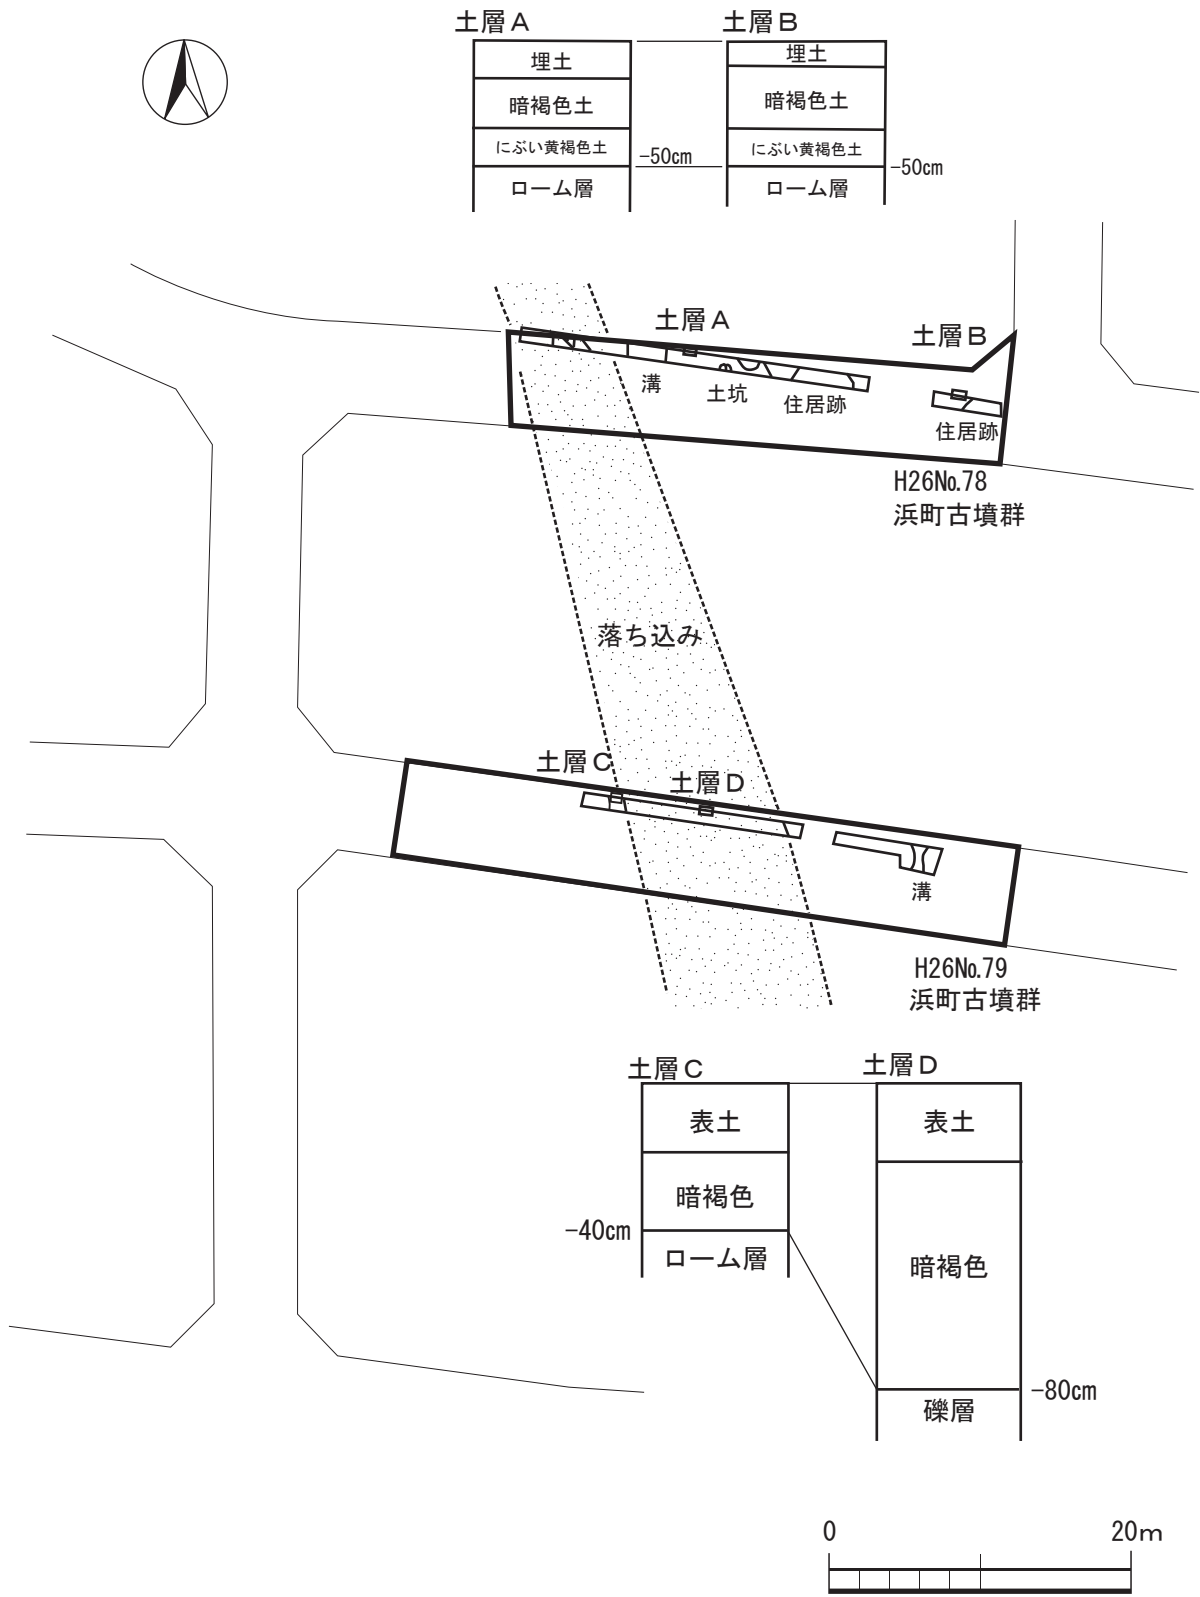 土層A
土層B
埋土
暗褐色土
にぶい黄褐色土
ローム層
-50cm
埋土
暗褐色土
にぶい黄褐色土
ローム層
-50cm
土層A
土層B
溝
土坑
住居跡
住居跡
H26No.78
浜町古墳群
落ち込み
土層C
土層D
溝
H26No.79
浜町古墳群
土層C
土層D
表土
暗褐色
ローム層
-40cm
表土
暗褐色
礫層
-80cm
0
20m